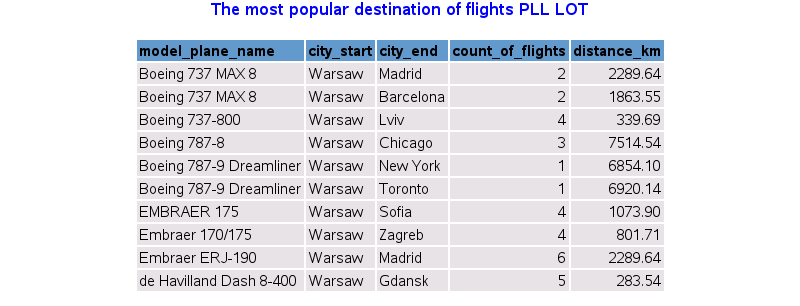 The most popular destination of flights PLL LOT
model_plane_name city_start city_end count_of_flights distance_km
Boeing 737 MAX 8 Warsaw Madrid 2 2289.64
Boeing 737 MAX 8 Warsaw Barcelona 2 1863.55
Boeing 737-800 Warsaw Lviv 4 339.69
Boeing 787-8 Warsaw Chicago 3 7514.54
Boeing 787-9 Dreamliner Warsaw New York 1 6854.10
Boeing 787-9 Dreamliner Warsaw Toronto 1 6920.14
EMBRAER 175 Warsaw Sofia 4 1073.90
Embraer 170/175 Warsaw Zagreb 4 801.71
Embraer ERJ-190 Warsaw Madrid 6 2289.64
de Havilland Dash 8-400 Warsaw Gdansk 5 283.54